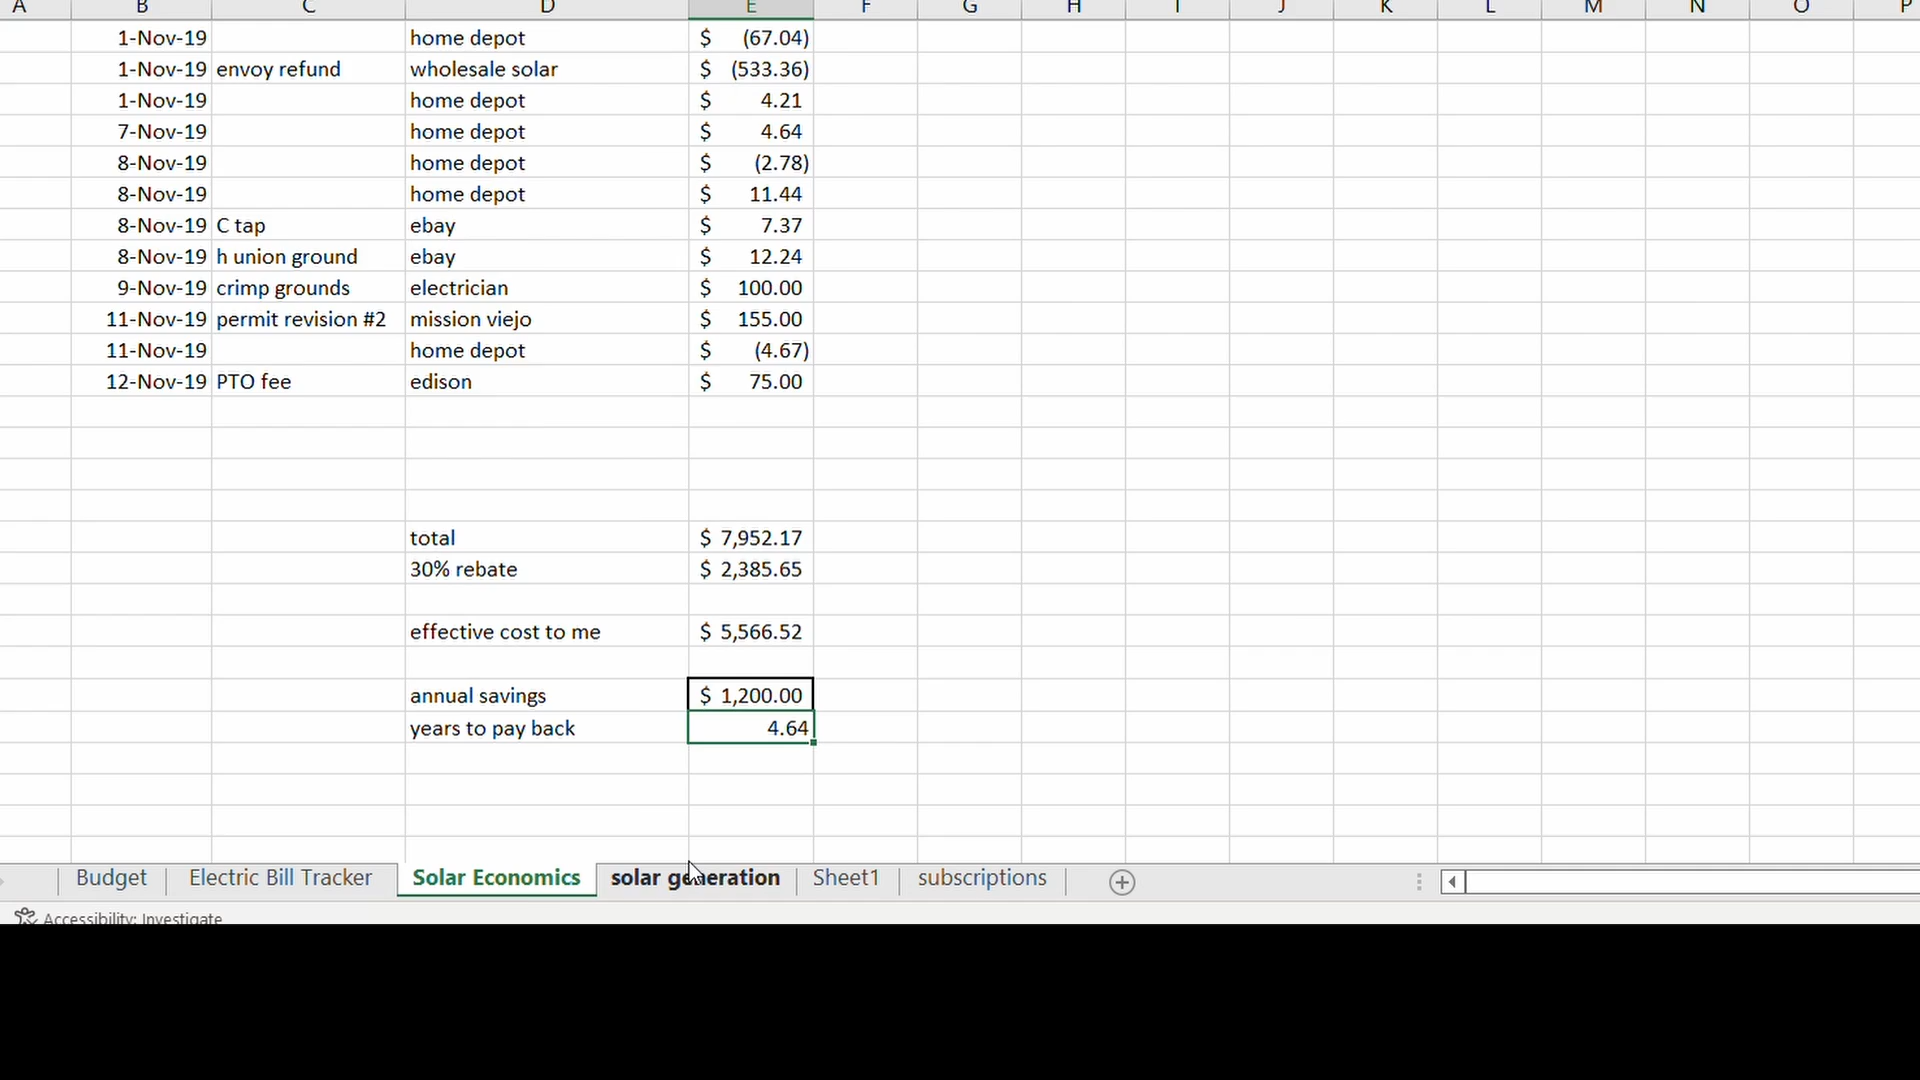 A B C D E F G H I J K L M N O P
1-Nov-19 home depot $ (67.04)
1-Nov-19 envoy refund wholesale solar $ (533.36)
1-Nov-19 home depot $ 4.21
7-Nov-19 home depot $ 4.64
8-Nov-19 home depot $ (2.78)
8-Nov-19 home depot $ 11.44
8-Nov-19 C tap ebay $ 7.37
8-Nov-19 h union ground ebay $ 12.24
9-Nov-19 crimp grounds electrician $ 100.00
11-Nov-19 permit revision #2 mission viejo $ 155.00
11-Nov-19 home depot $ (4.67)
12-Nov-19 PTO fee edison $ 75.00
total $ 7,952.17
30% rebate $ 2,385.65
effective cost to me $ 5,566.52
annual savings $ 1,200.00
years to pay back 4.64
Budget Electric Bill Tracker Solar Economics solar generation Sheet1 subscriptions
Accessibility: Investigate